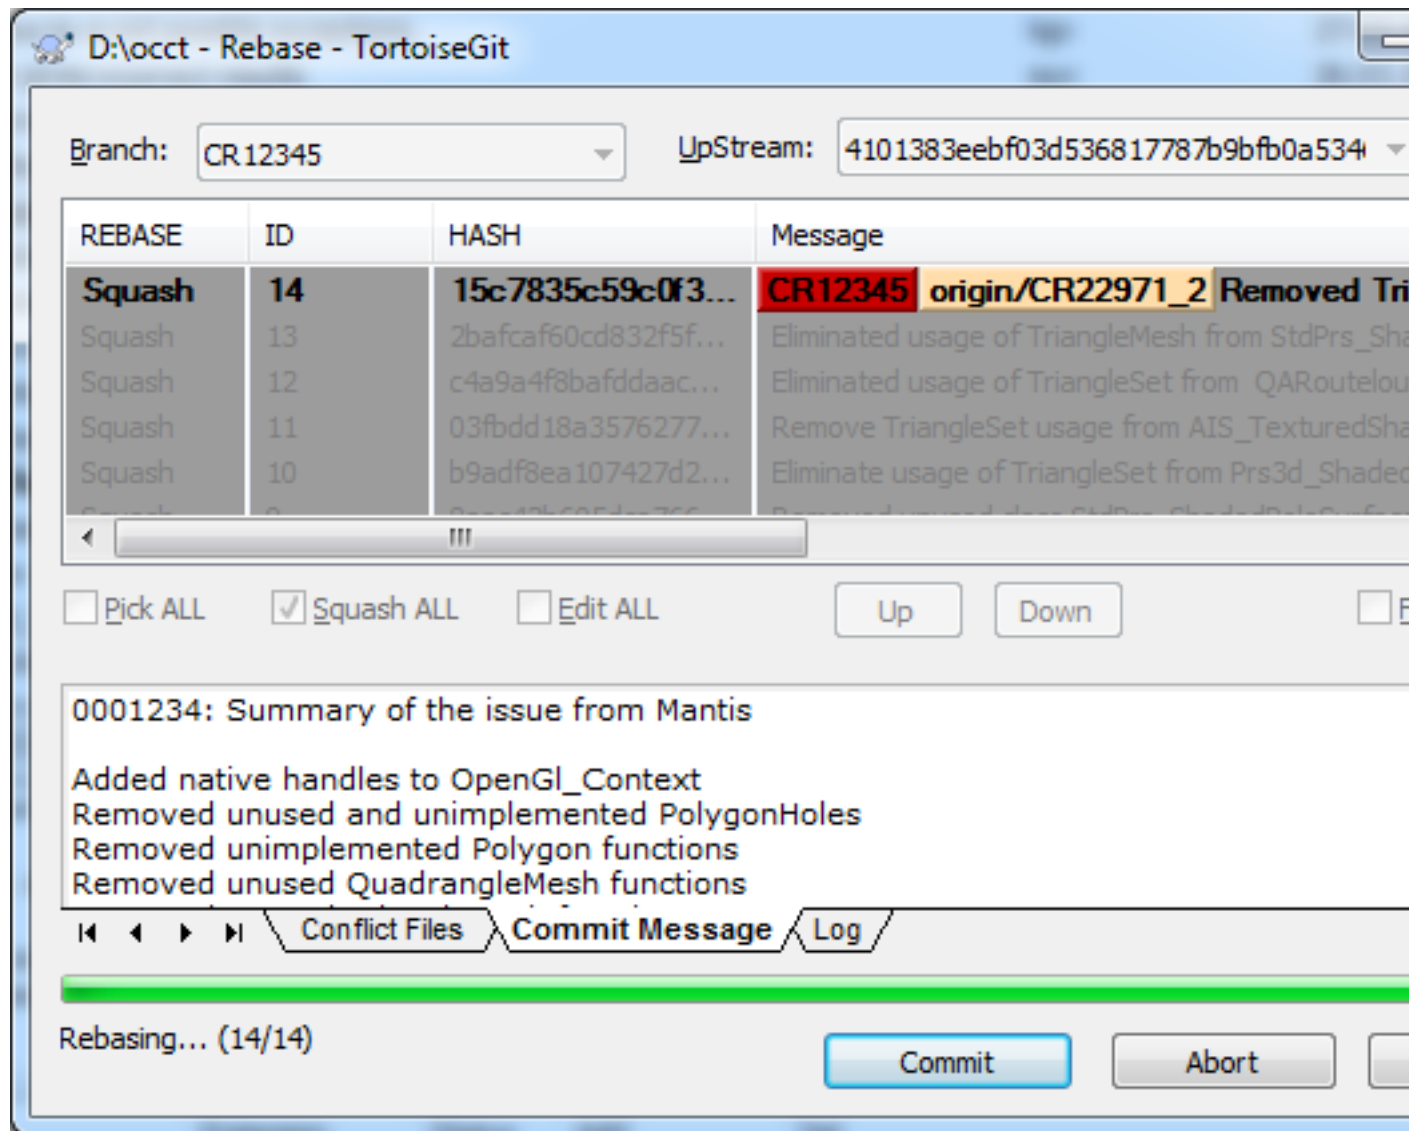 D:\occt - Rebase - TortoiseGit
Branch: CR12345 UpStream: 4101383eebf03d536817787b9bfb0a534
REBASE ID HASH Message
Squash 14 15c7835c59c0f3... CR12345 origin/CR22971_2 Removed Tri
Squash 13 2bafcaf60cd832f5f... Eliminated usage of TriangleMesh from StdPrs_Sha
Squash 12 c4a9a4f8bafddaac... Eliminated usage of TriangleSet from QARoutelou
Squash 11 03fbdd18a3576277... Remove TriangleSet usage from AIS_TexturedSha
Squash 10 b9adf8ea107427d2... Eliminate usage of TriangleSet from Prs3d_Shaded
Pick ALL Squash ALL Edit ALL Up Down
0001234: Summary of the issue from Mantis
Added native handles to OpenGl_Context
Removed unused and unimplemented PolygonHoles
Removed unimplemented Polygon functions
Removed unused QuadrangleMesh functions
Conflict Files Commit Message Log
Rebasing... (14/14)
Commit Abort